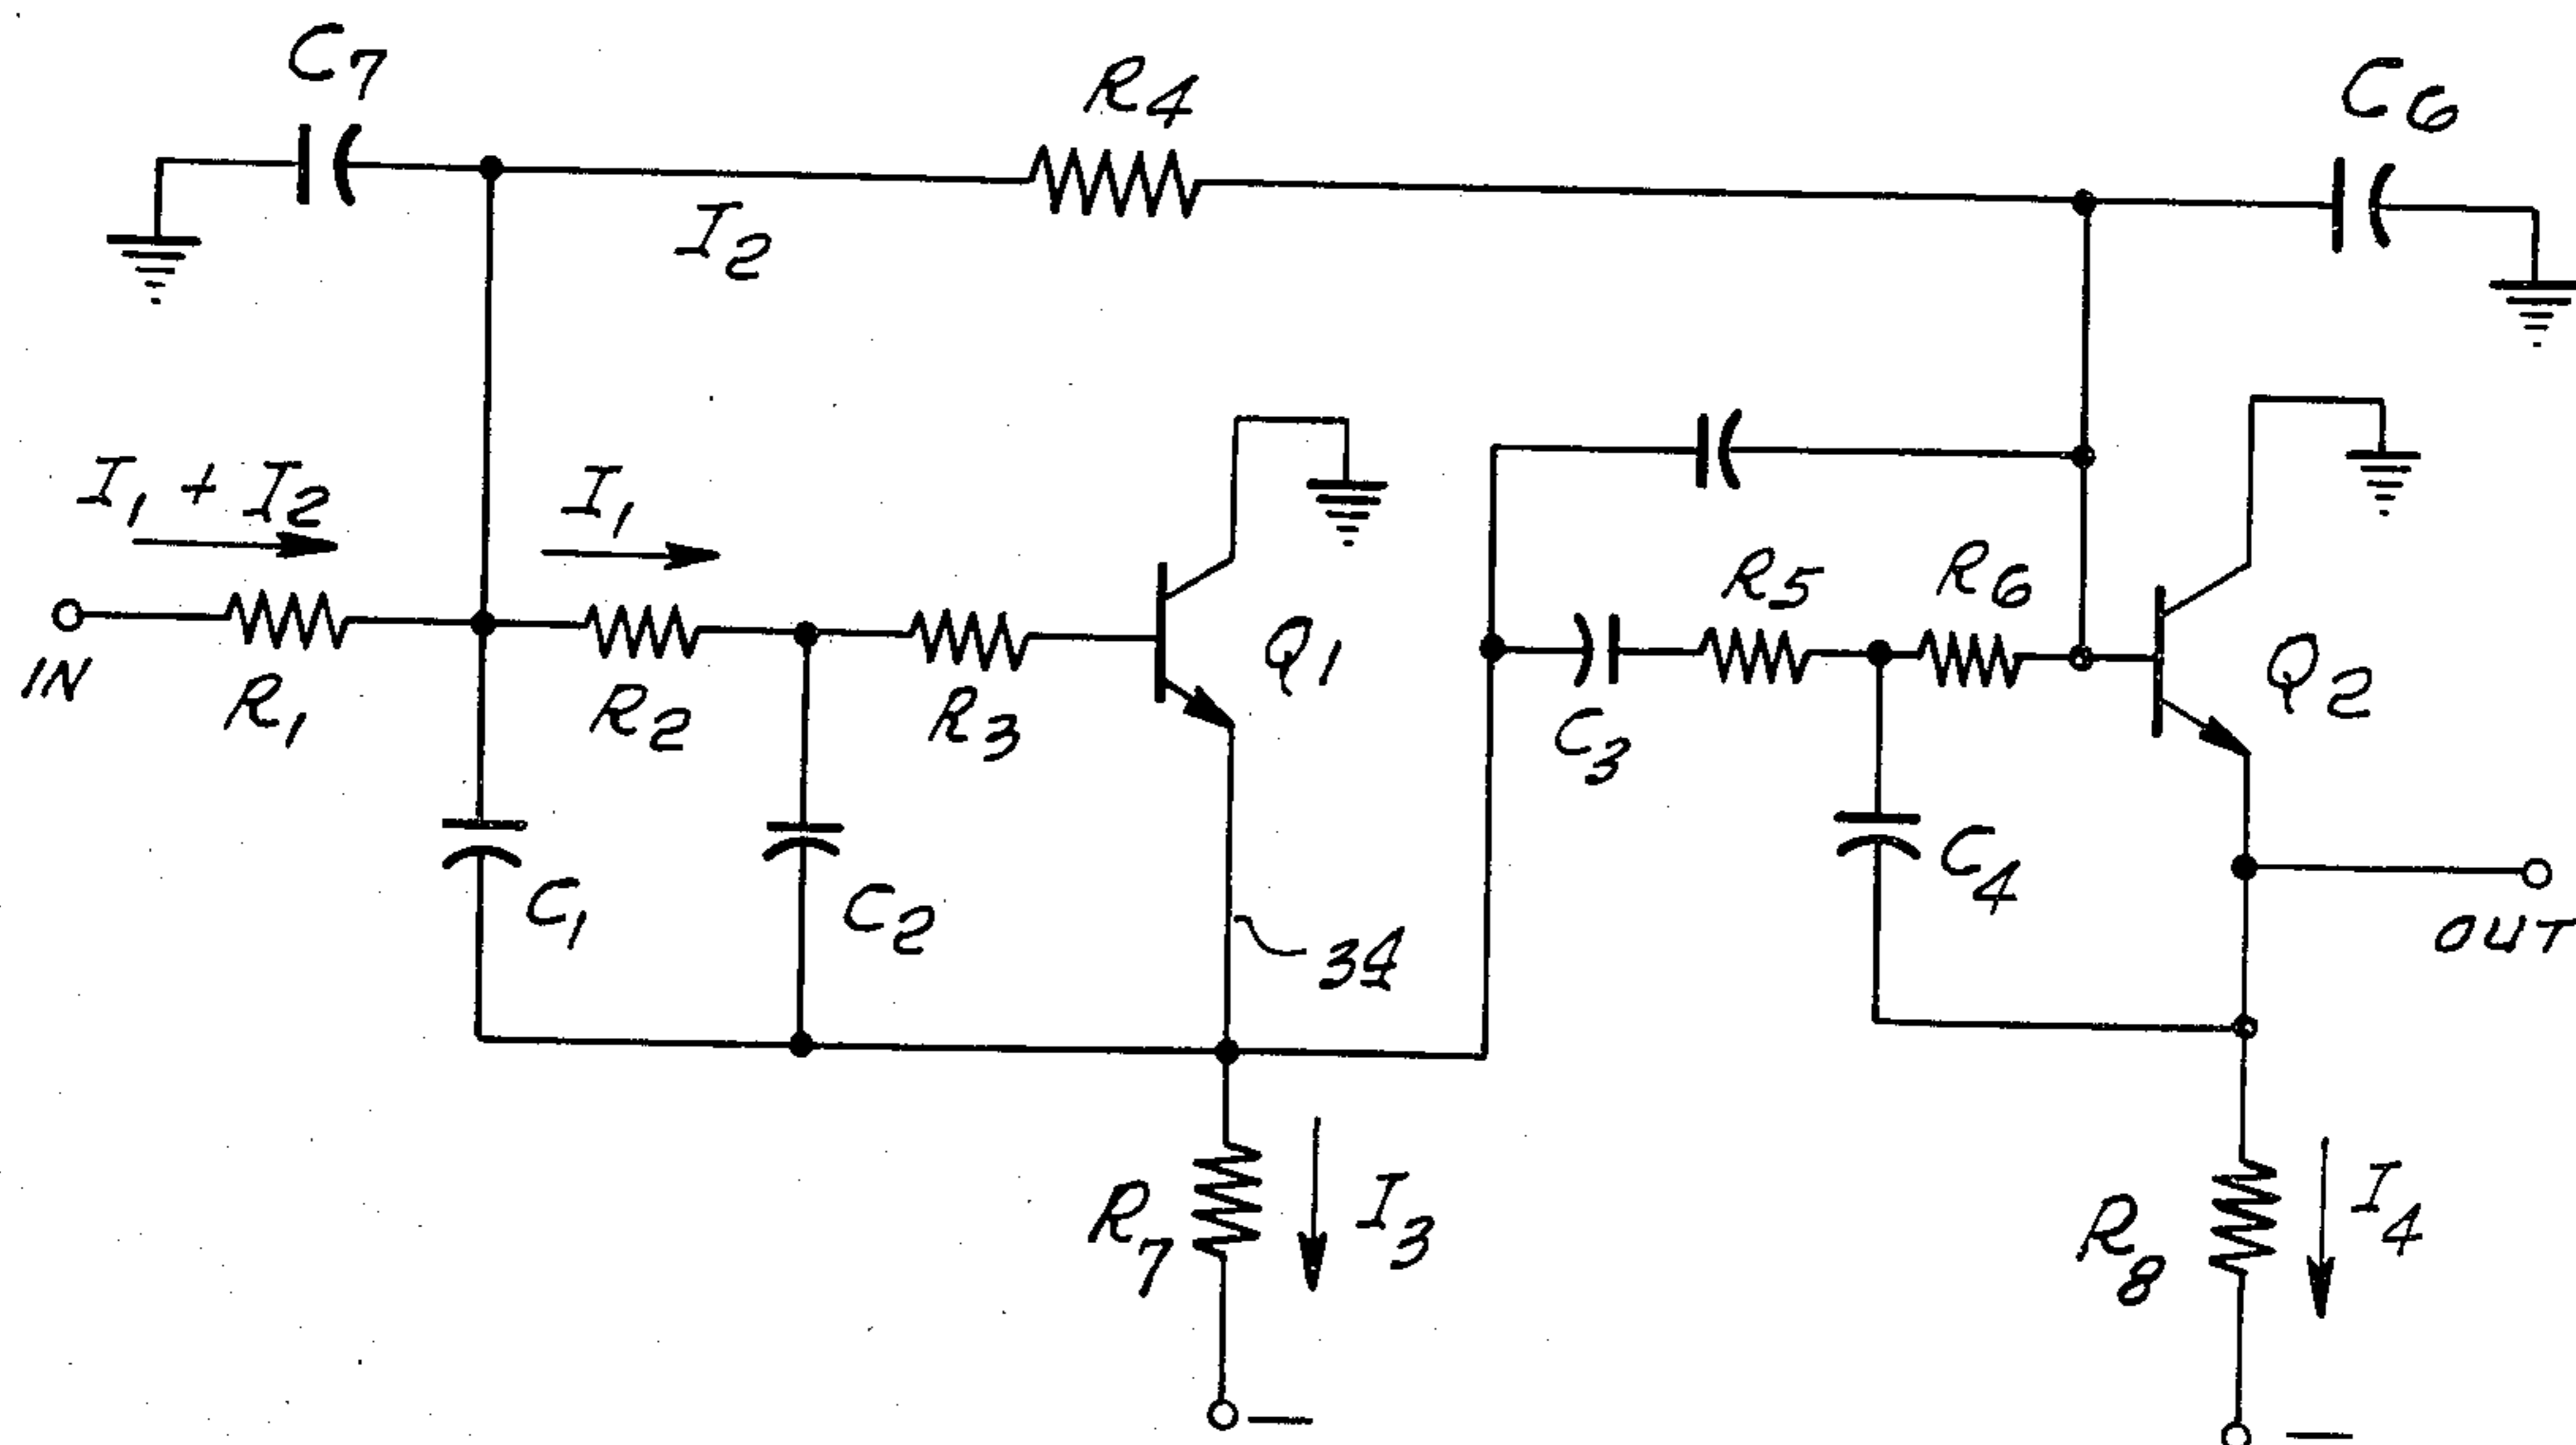 C7
R4
C6
I2
I1 + I2
I1
R5
R6
IN
R1
R2
R3
Q1
Q2
C3
C1
C2
C4
34
OUT
R7
I3
R8
I4
—
—